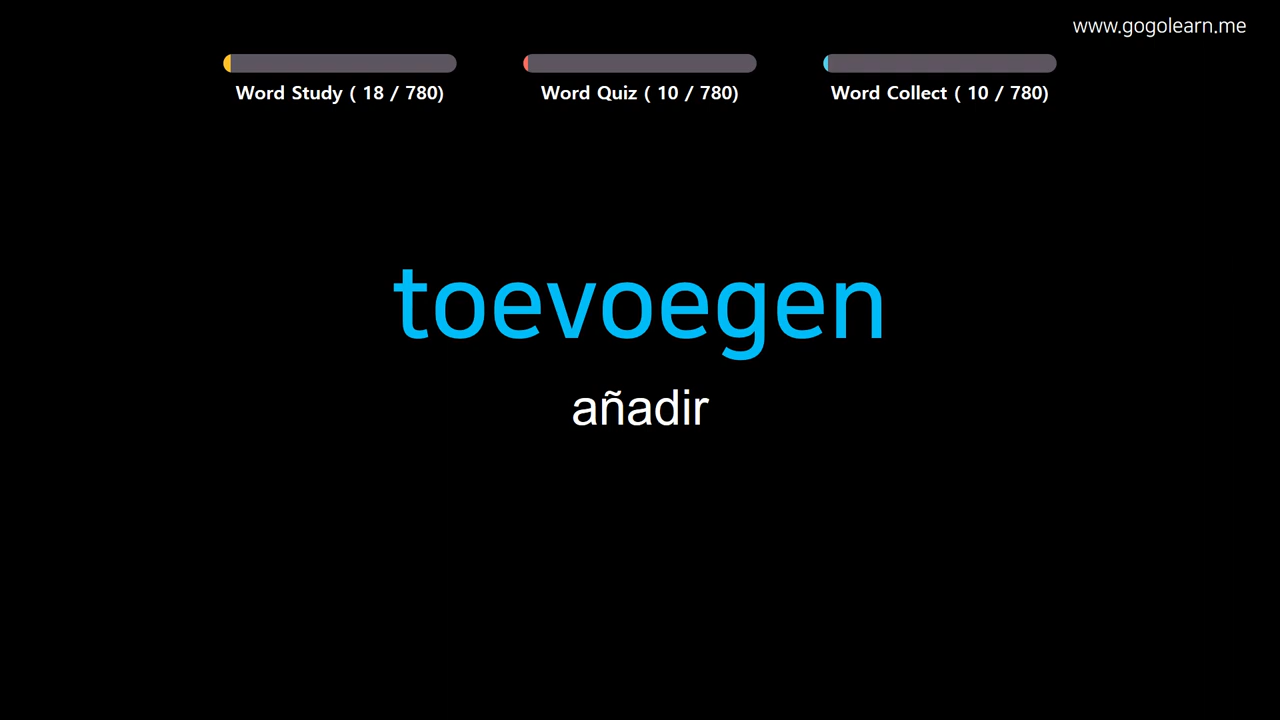 www.gogolearn.me
Word Study ( 18 / 780)
Word Quiz ( 10 / 780)
Word Collect ( 10 / 780)
toevoegen
añadir